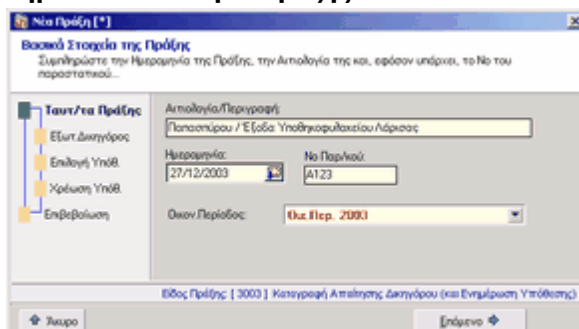 Νέα Πράξη [*]
Βασικά Στοιχεία της Πράξης
Συμπληρώστε την Ημερομηνία της Πράξης, την Αιτιολογία της και, εφόσον υπάρχει, το Νο του
παραστατικού...
Ταυτ/τα Πράξης
Εξωτ.Δικηγόρος
Επιλογή Υπόθ.
Χρέωση Υπόθ.
Επιβεβαίωση
Αιτιολογία/Περιγραφή:
Παπασπύρου / Έξοδα Υποθηκοφυλακείου Λάρισας
Ημερομηνία:
Νο Παρ/κού:
27/12/2003
A123
Οικον.Περίοδος:
Οικ.Περ. 2003
Είδος Πράξης: [ 3003 ] Καταγραφή Απαίτησης Δικηγόρου (και Ενημέρωση Υπόθεσης)
Άκυρο
Επόμενο